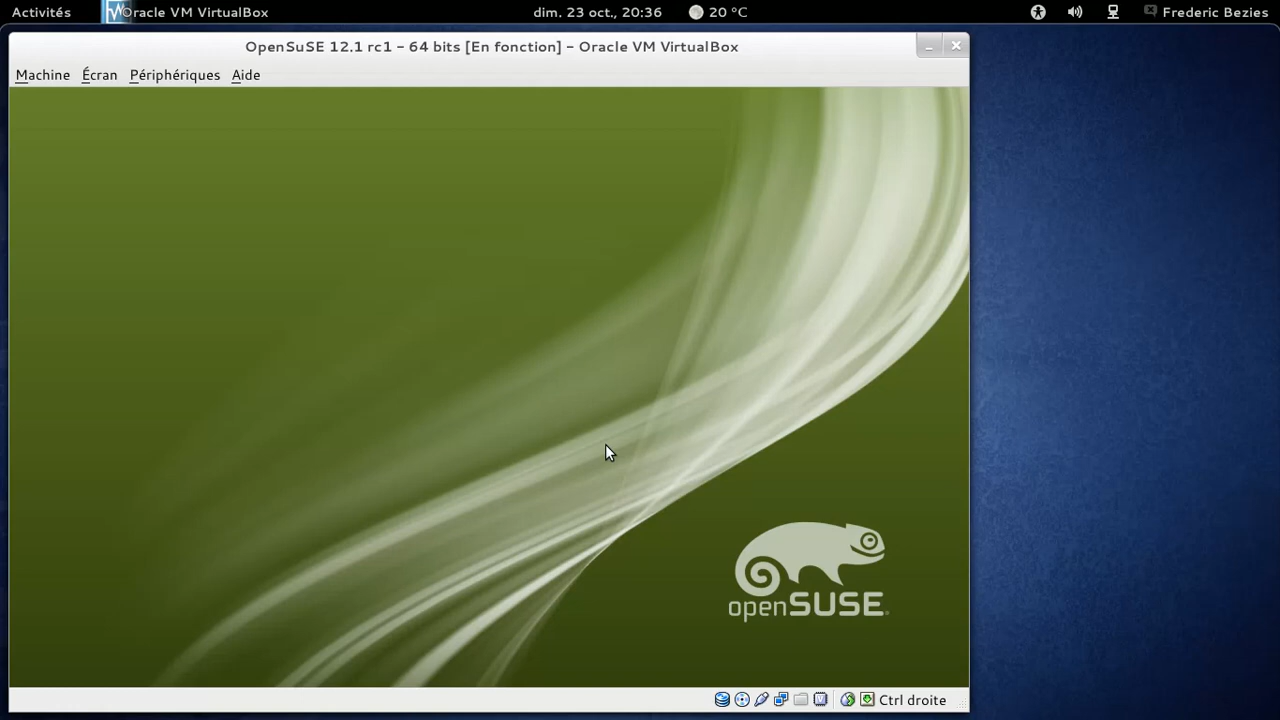 Activités Oracle VM VirtualBox dim. 23 oct., 20:36 20 °C Frederic Bezies
OpenSuSE 12.1 rc1 - 64 bits [En fonction] - Oracle VM VirtualBox
Machine Écran Périphériques Aide
openSUSE
Ctrl droite